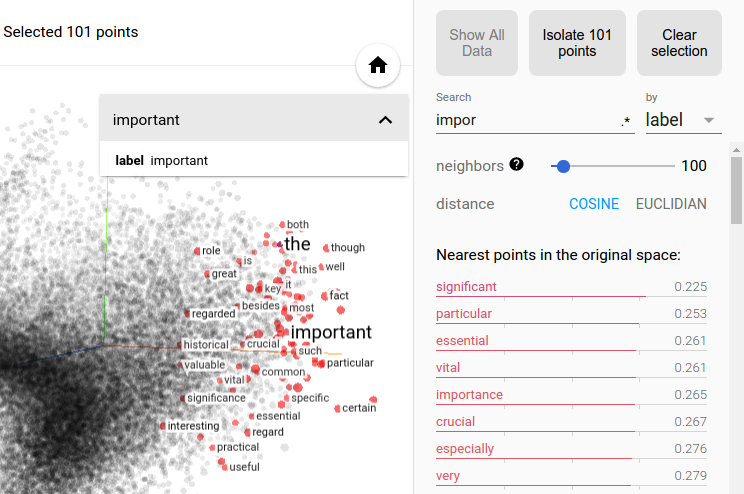 Selected 101 points
Show All Data
Isolate 101 points
Clear selection
Search
impor
.*
by
label
important
label important
neighbors
?
100
distance
COSINE
EUCLIDIAN
Nearest points in the original space:
significant 0.225
particular 0.253
essential 0.261
vital 0.261
importance 0.265
crucial 0.267
especially 0.276
very 0.279
both
the
though
role
is
this
well
great
key
it
fact
besides
most
regarded
important
historical
crucial
such
valuable
particular
common
vital
significance
specific
certain
essential
interesting
regard
practical
useful